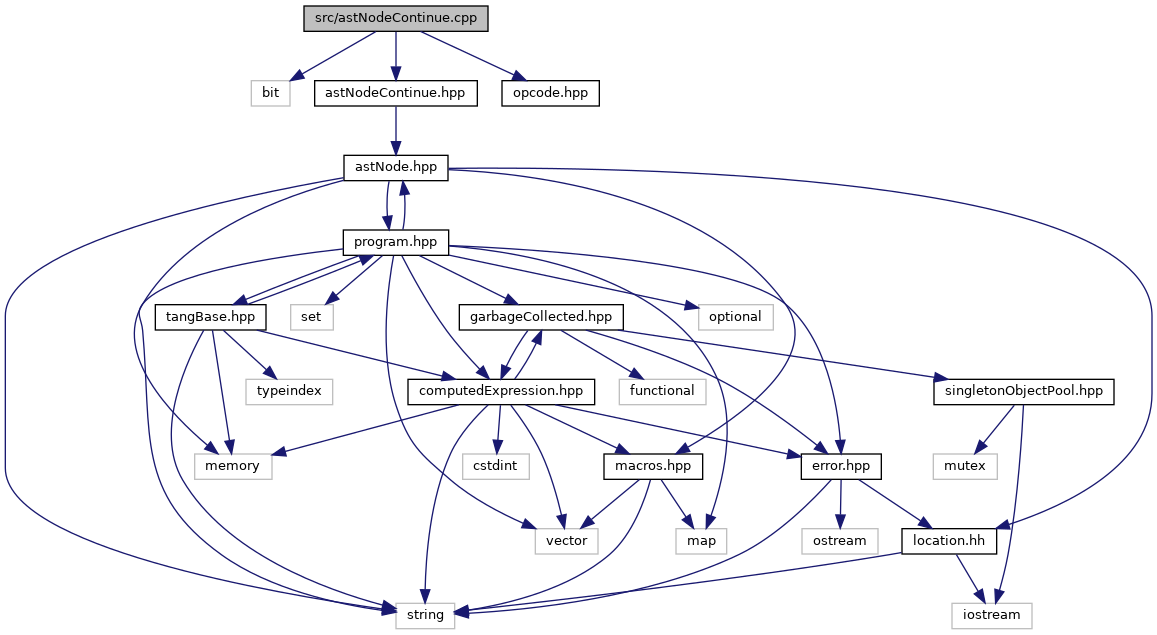 src/astNodeContinue.cpp
bit
astNodeContinue.hpp
opcode.hpp
astNode.hpp
program.hpp
tangBase.hpp
set
garbageCollected.hpp
optional
typeindex
computedExpression.hpp
functional
singletonObjectPool.hpp
memory
cstdint
macros.hpp
error.hpp
mutex
vector
map
ostream
location.hh
string
iostream